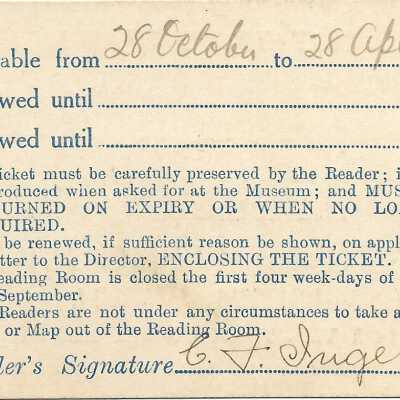 able from 28 October to 28 Ap
wed until
wed until
icket must be carefully preserved by the Reader; i
roduced when asked for at the Museum; and MUS
URNED ON EXPIRY OR WHEN NO LO
UIRED.
be renewed, if sufficient reason be shown, on appl
tter to the Director, ENCLOSING THE TICKET.
eading Room is closed the first four week-days of
September.
Readers are not under any circumstances to take a
or Map out of the Reading Room.
der's Signature C. F. Inge